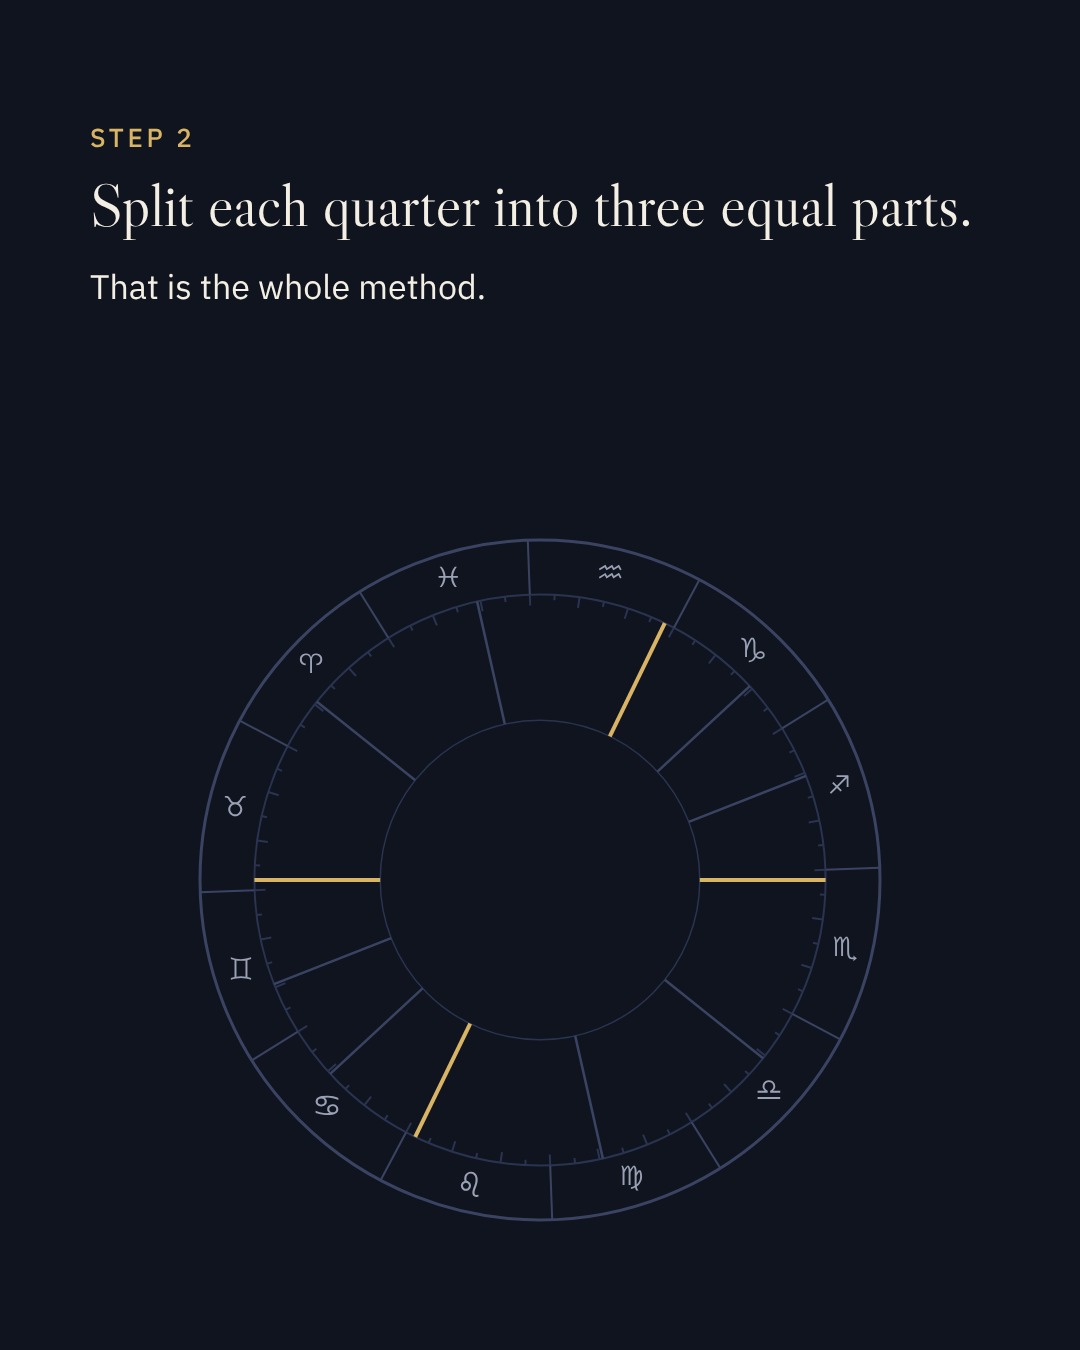 STEP 2
Split each quarter into three equal parts.
That is the whole method.
♓ ♒
♈ ♑
♉ ♐
♊ ♏
♋ ♎
♌ ♍